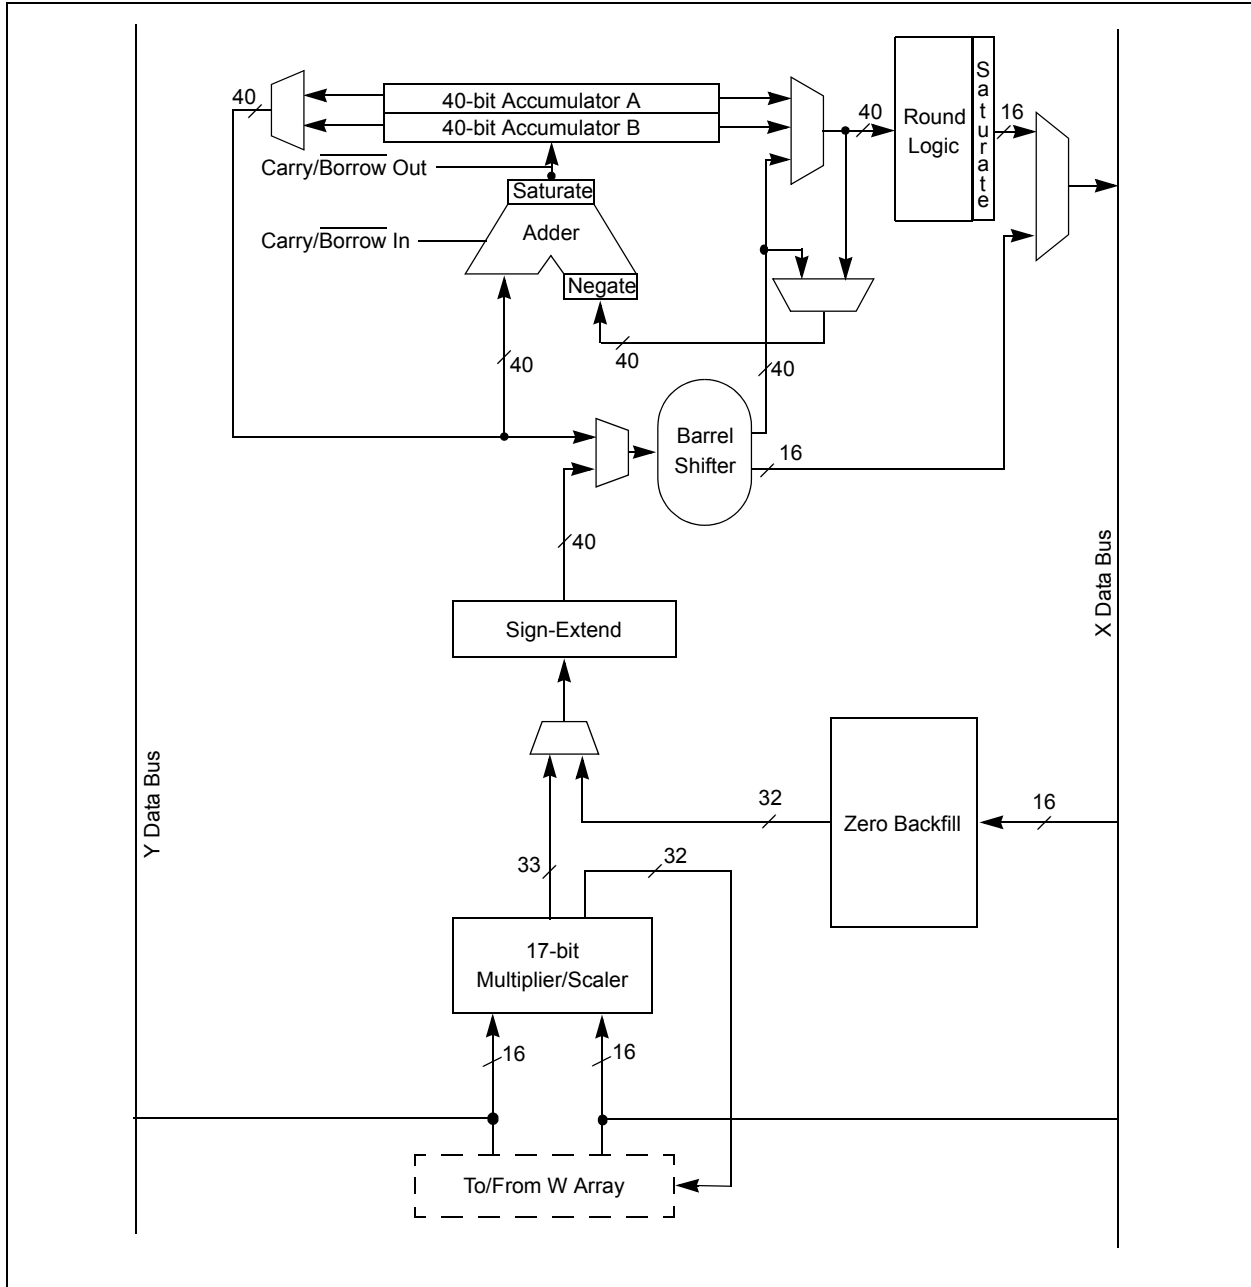 40
40-bit Accumulator A
40-bit Accumulator B
Carry/Borrow Out
Saturate
Carry/Borrow In
Adder
Negate
40
Round
Logic
Saturate
16
40
40
40
Barrel
Shifter
16
40
Sign-Extend
X Data Bus
Y Data Bus
32
Zero Backfill
16
33
32
17-bit
Multiplier/Scaler
16
16
To/From W Array